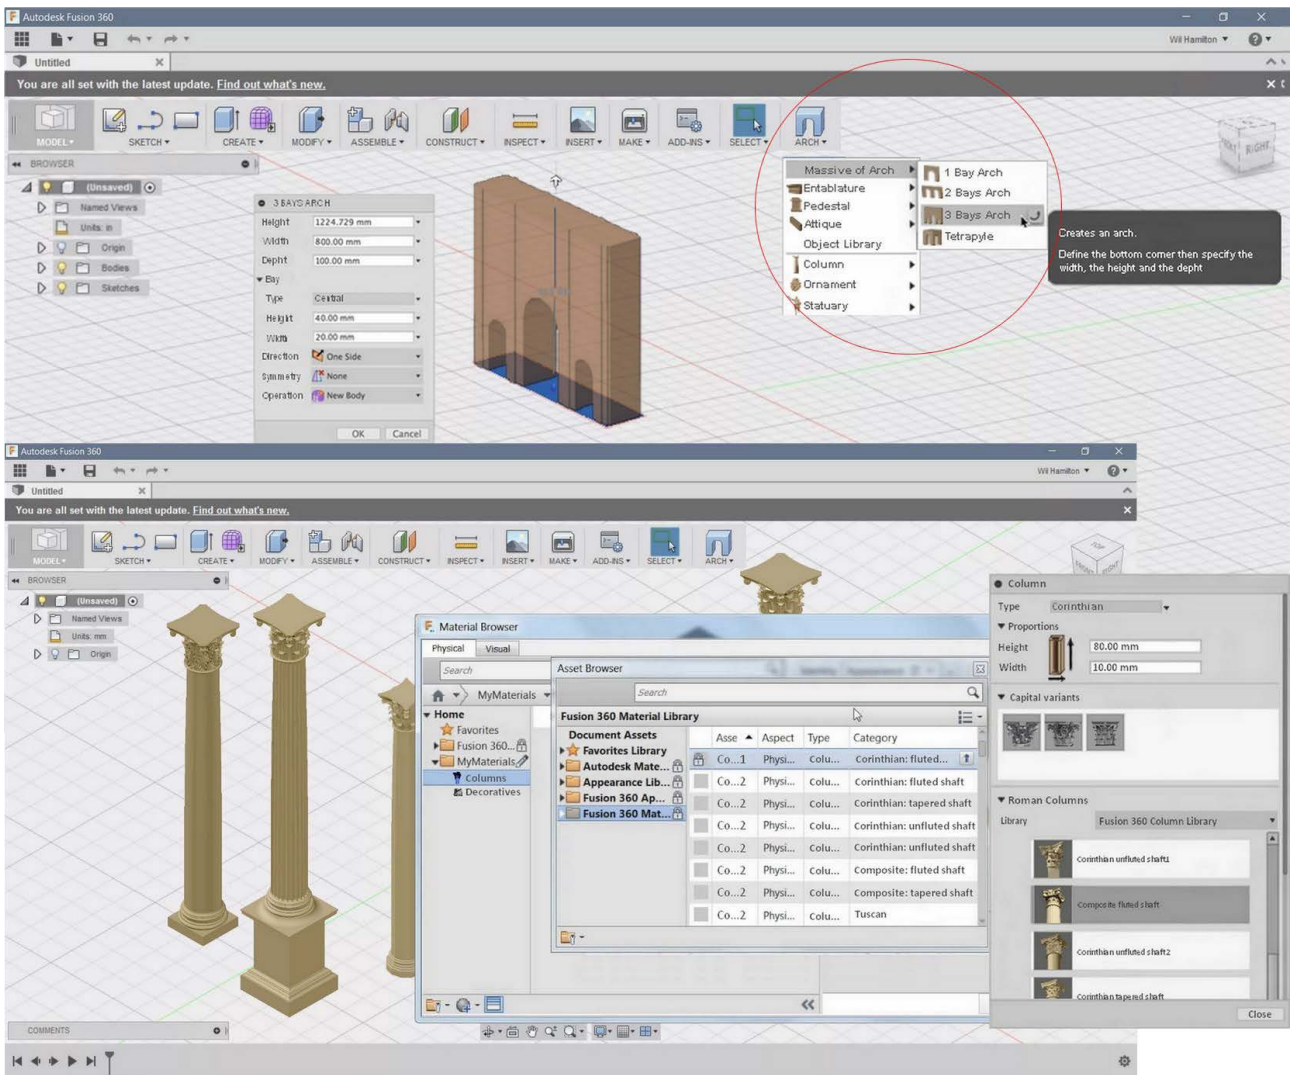 Autodesk Fusion 360
Wil Hamilton
Untitled
You are all set with the latest update. Find out what's new.
MODEL SKETCH CREATE MODIFY ASSEMBLE CONSTRUCT INSPECT INSERT MAKE ADD-INS SELECT ARCH
BROWSER
(Unsaved)
Named Views
Units: in
Origin
Bodies
Sketches
3 BAYS ARCH
Height 1224.729 mm
Width 800.00 mm
Depht 100.00 mm
Bay
Type Central
Height 40.00 mm
Width 20.00 mm
Direction One Side
Symmetry None
Operation New Body
OK Cancel
Massive of Arch
Entablature
Pedestal
Attique
Object Library
Column
Ornament
Statuary
1 Bay Arch
2 Bays Arch
3 Bays Arch
Tetrapyle
Creates an arch.
Define the bottom corner then specify the
width, the height and the depht
RIGHT
Autodesk Fusion 360
Wil Hamilton
Untitled
You are all set with the latest update. Find out what's new.
MODEL SKETCH CREATE MODIFY ASSEMBLE CONSTRUCT INSPECT INSERT MAKE ADD-INS SELECT ARCH
BROWSER
(Unsaved)
Named Views
Units: mm
Origin
TOP
FRONT RIGHT
Material Browser
Physical Visual
Search
MyMaterials
Home
Favorites
Fusion 360...
MyMaterials
Columns
Decoratives
Asset Browser
Search
Fusion 360 Material Library
Document Assets
Favorites Library
Autodesk Mate...
Appearance Lib...
Fusion 360 Ap...
Fusion 360 Mat...
Asse Aspect Type Category
Co...1 Physi... Colu... Corinthian: fluted...
Co...2 Physi... Colu... Corinthian: fluted shaft
Co...2 Physi... Colu... Corinthian: tapered shaft
Co...2 Physi... Colu... Corinthian: unfluted shaft
Co...2 Physi... Colu... Corinthian: unfluted shaft
Co...2 Physi... Colu... Composite: fluted shaft
Co...2 Physi... Colu... Composite: tapered shaft
Co...2 Physi... Colu... Tuscan
Column
Type Corinthian
Proportions
Height 80.00 mm
Width 10.00 mm
Capital variants
Roman Columns
Library Fusion 360 Column Library
Corinthian unfluted shaft1
Composite fluted shaft
Corinthian unfluted shaft2
Corinthian tapered shaft
Close
COMMENTS